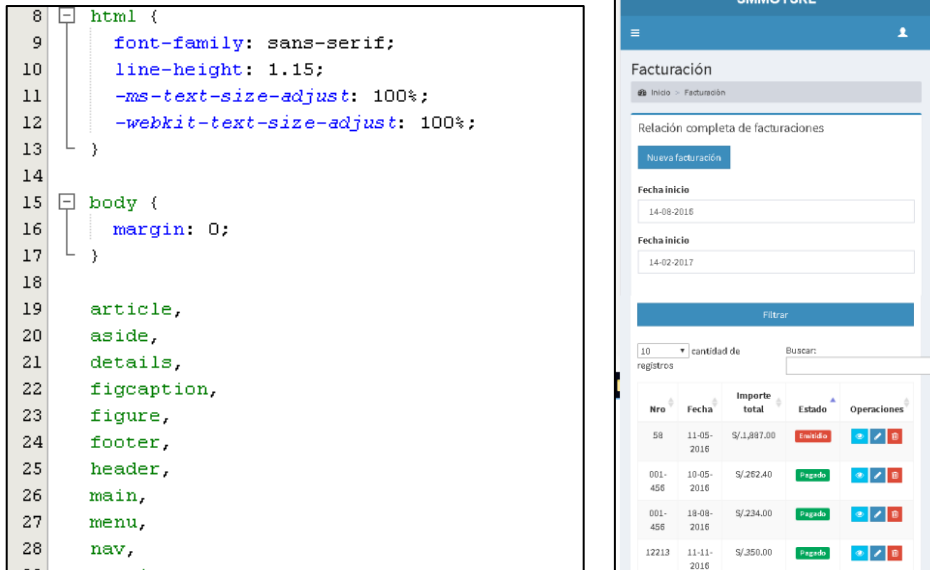 8 html {
9 font-family: sans-serif;
10 line-height: 1.15;
11 -ms-text-size-adjust: 100%;
12 -webkit-text-size-adjust: 100%;
13 }
14
15 body {
16 margin: 0;
17 }
18
19 article,
20 aside,
21 details,
22 figcaption,
23 figure,
24 footer,
25 header,
26 main,
27 menu,
28 nav,
Facturación
Inicio > Facturación
Relación completa de facturaciones
Nueva facturación
Fecha inicio
14-08-2016
Fecha inicio
14-02-2017
Filtrar
10 cantidad de
registros
Buscar:
Importe
Nro Fecha total Estado Operaciones
58 11-05- S/.1,887.00 Emitidio
2016
001- 10-05- S/.262.40 Pagado
456 2016
001- 18-08- S/.234.00 Pagado
456 2016
12213 11-11- S/.350.00 Pagado
2016